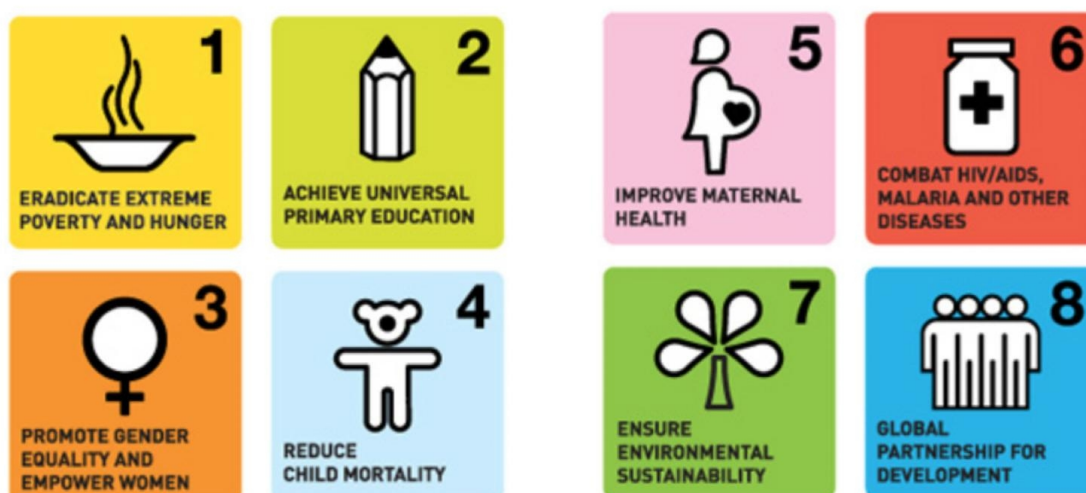 1
ERADICATE EXTREME
POVERTY AND HUNGER
2
ACHIEVE UNIVERSAL
PRIMARY EDUCATION
3
PROMOTE GENDER
EQUALITY AND
EMPOWER WOMEN
4
REDUCE
CHILD MORTALITY
5
IMPROVE MATERNAL
HEALTH
6
COMBAT HIV/AIDS,
MALARIA AND OTHER
DISEASES
7
ENSURE
ENVIRONMENTAL
SUSTAINABILITY
8
GLOBAL
PARTNERSHIP FOR
DEVELOPMENT